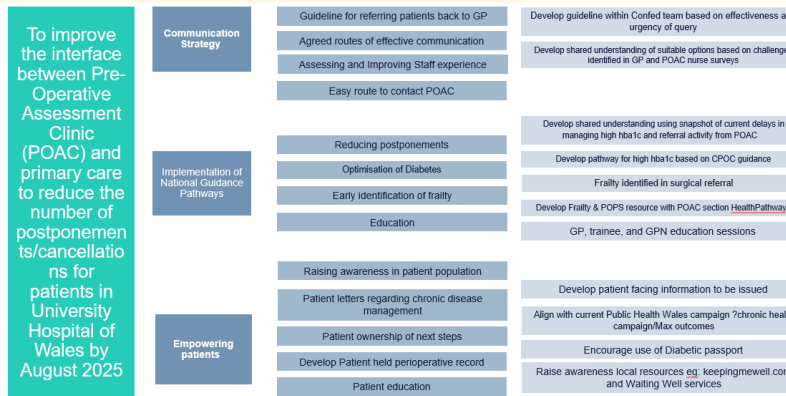 To improve
the interface
between Pre-
Operative
Assessment
Clinic
(POAC) and
primary care
to reduce the
number of
postponemen
ts/cancellatio
ns for
patients in
University
Hospital of
Wales by
August 2025
Communication
Strategy
Guideline for referring patients back to GP
Agreed routes of effective communication
Assessing and Improving Staff experience
Easy route to contact POAC
Develop guideline within Confed team based on effectiveness a
urgency of query
Develop shared understanding of suitable options based on challenge
identified in GP and POAC nurse surveys
Implementation of
National Guidance
Pathways
Reducing postponements
Optimisation of Diabetes
Early identification of frailty
Education
Develop shared understanding using snapshot of current delays in
managing high hba1c and referral activity from POAC
Develop pathway for high hba1c based on CPOC guidance
Frailty identified in surgical referral
Develop Frailty & POPS resource with POAC section HealthPathway
GP, trainee, and GPN education sessions
Empowering
patients
Raising awareness in patient population
Patient letters regarding chronic disease
management
Patient ownership of next steps
Develop Patient held perioperative record
Patient education
Develop patient facing information to be issued
Align with current Public Health Wales campaign ?chronic heal
campaign/Max outcomes
Encourage use of Diabetic passport
Raise awareness local resources eg: keepingmewell.com
and Waiting Well services